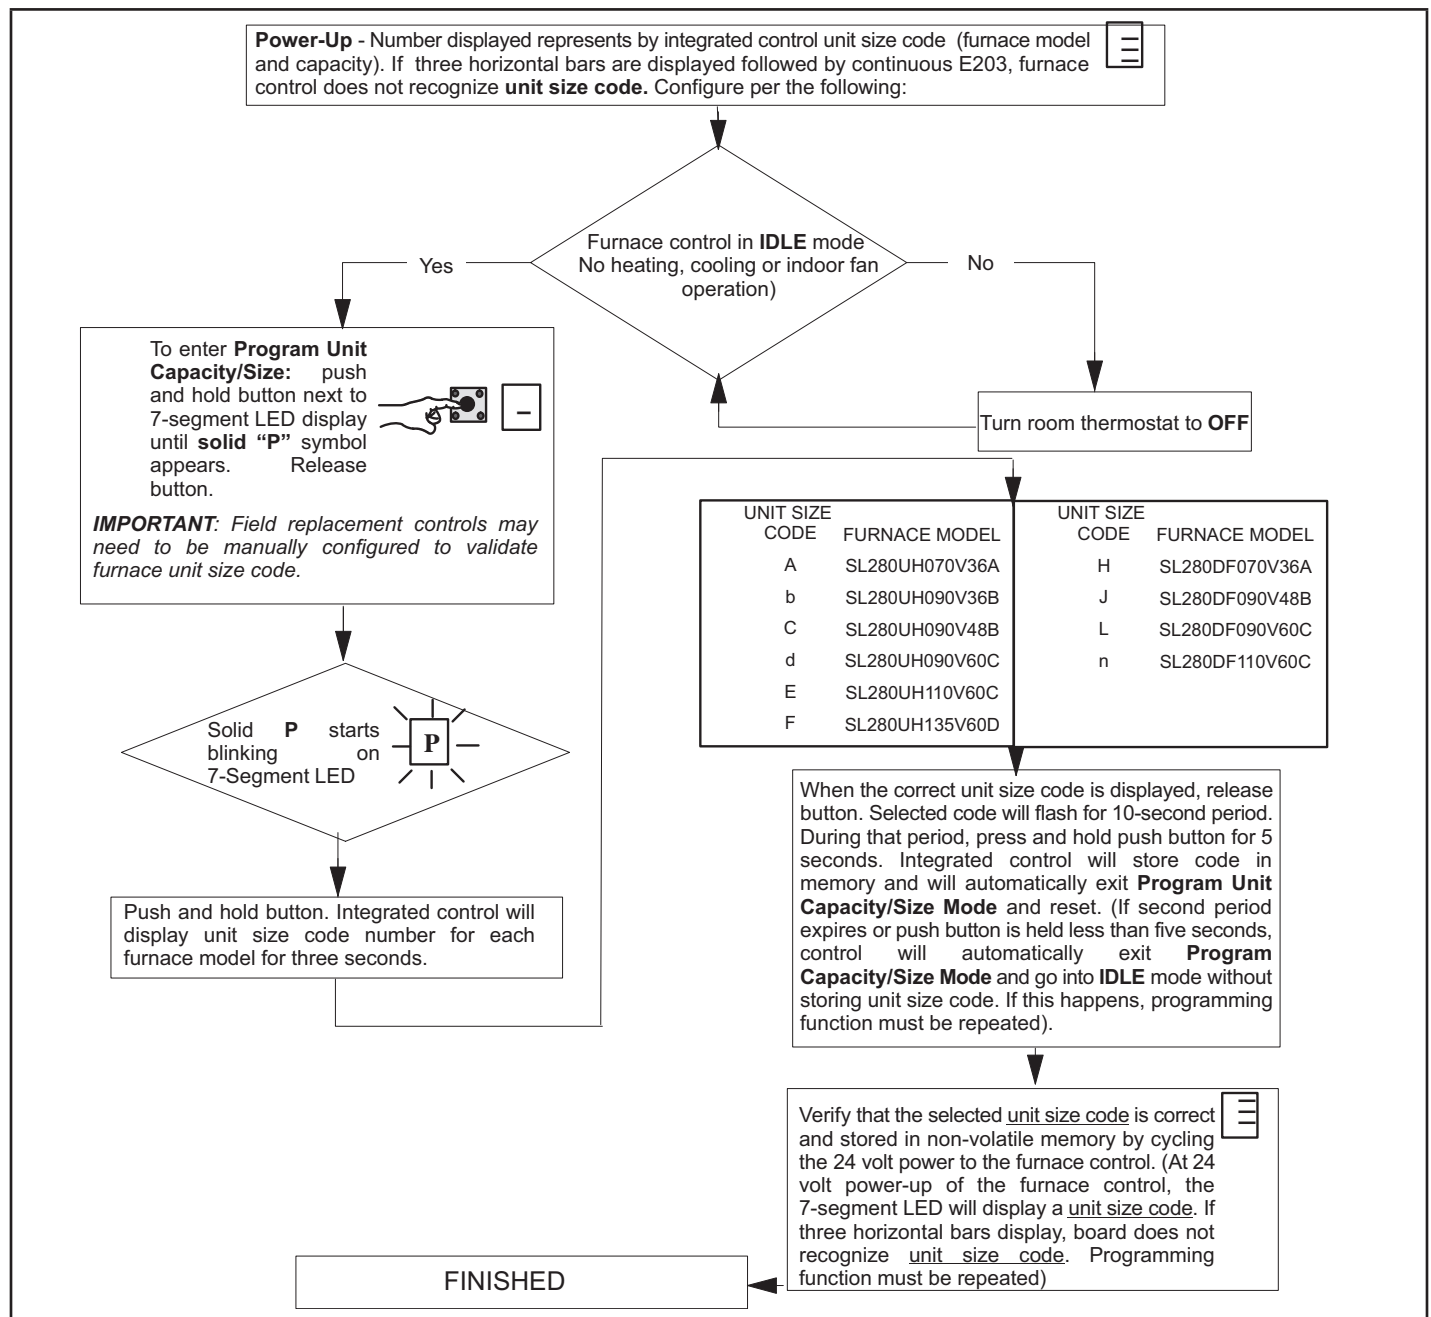 Power-Up - Number displayed represents by integrated control unit size code (furnace model
and capacity). If three horizontal bars are displayed followed by continuous E203, furnace
control does not recognize unit size code. Configure per the following:
Furnace control in IDLE mode
No heating, cooling or indoor fan
operation)
Yes
No
To enter Program Unit
Capacity/Size: push
and hold button next to
7-segment LED display
until solid “P” symbol
appears. Release
button.
IMPORTANT: Field replacement controls may
need to be manually configured to validate
furnace unit size code.
Turn room thermostat to OFF
Solid P starts
blinking on
7-Segment LED
P
Push and hold button. Integrated control will
display unit size code number for each
furnace model for three seconds.
UNIT SIZE
CODE FURNACE MODEL
A SL280UH070V36A
b SL280UH090V36B
C SL280UH090V48B
d SL280UH090V60C
E SL280UH110V60C
F SL280UH135V60D
UNIT SIZE
CODE FURNACE MODEL
H SL280DF070V36A
J SL280DF090V48B
L SL280DF090V60C
n SL280DF110V60C
When the correct unit size code is displayed, release
button. Selected code will flash for 10-second period.
During that period, press and hold push button for 5
seconds. Integrated control will store code in
memory and will automatically exit Program Unit
Capacity/Size Mode and reset. (If second period
expires or push button is held less than five seconds,
control will automatically exit Program
Capacity/Size Mode and go into IDLE mode without
storing unit size code. If this happens, programming
function must be repeated).
Verify that the selected unit size code is correct
and stored in non-volatile memory by cycling
the 24 volt power to the furnace control. (At 24
volt power-up of the furnace control, the
7-segment LED will display a unit size code. If
three horizontal bars display, board does not
recognize unit size code. Programming
function must be repeated)
FINISHED